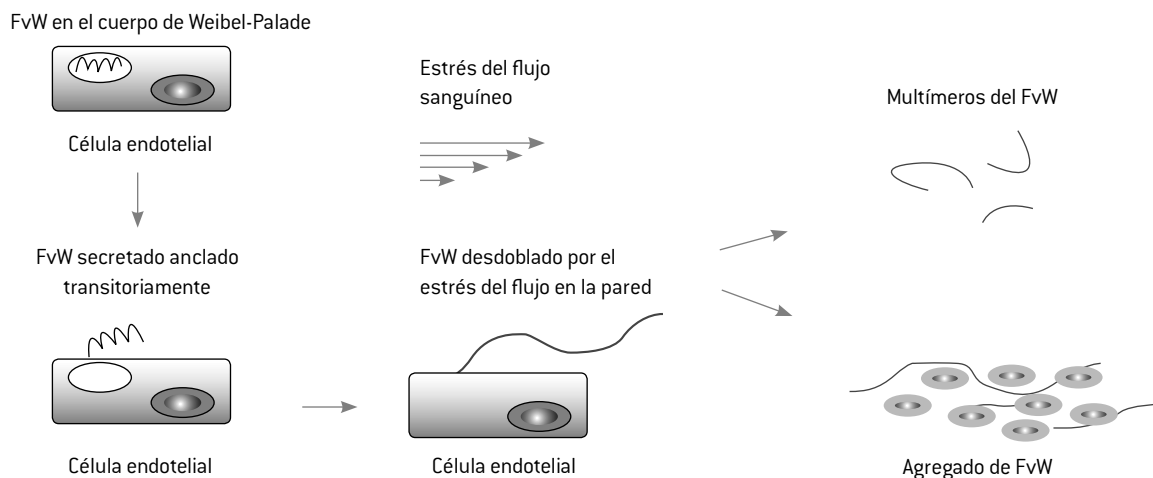 FvW en el cuerpo de Weibel-Palade
Célula endotelial
FvW secretado anclado
transitoriamente
Célula endotelial
Estrés del flujo
sanguíneo
FvW desdoblado por el
estrés del flujo en la pared
Célula endotelial
Multímeros del FvW
Agregado de FvW